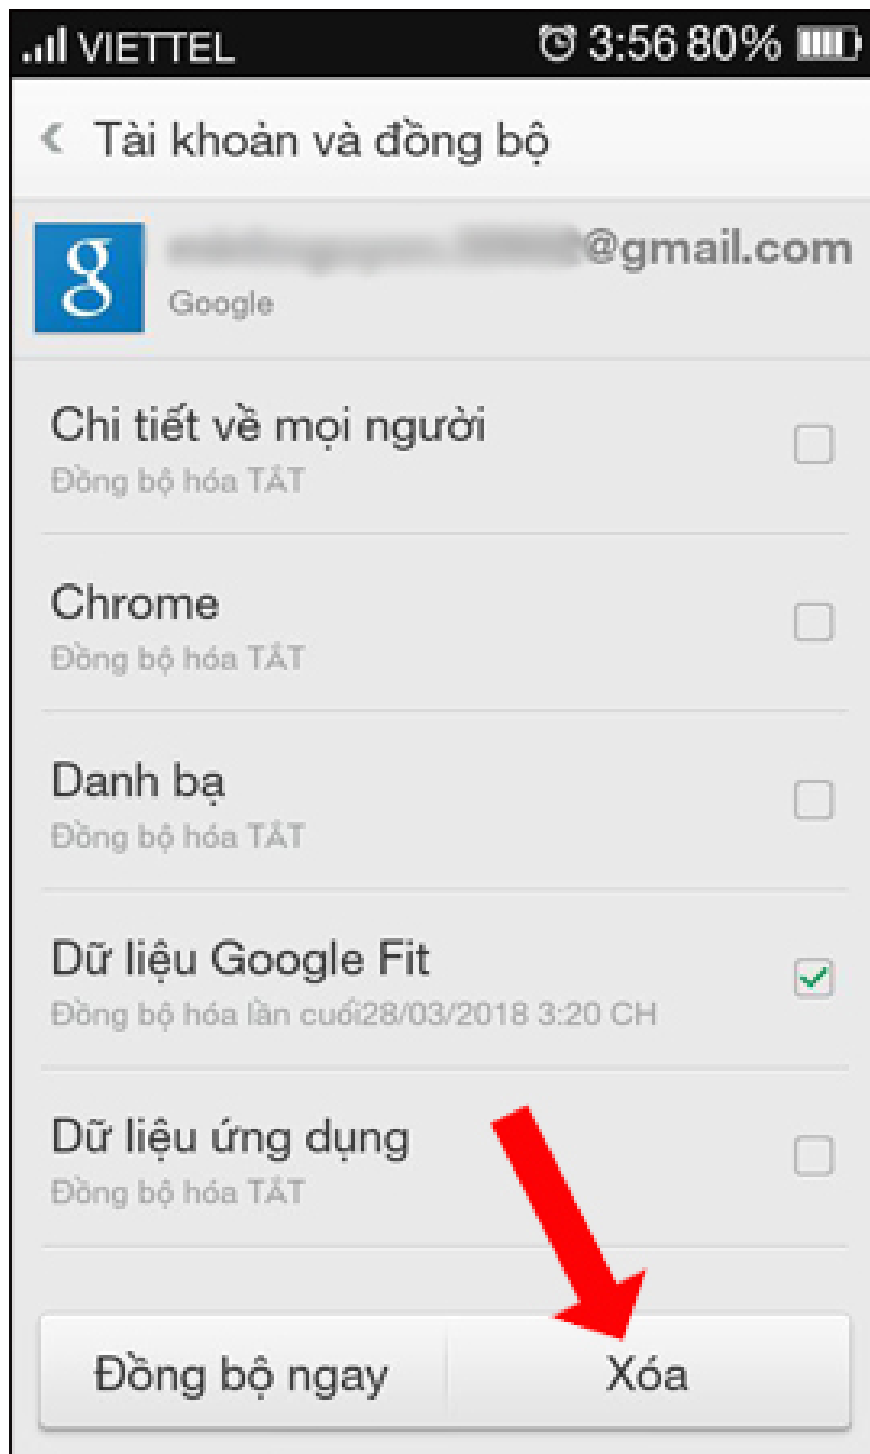 VIETTEL 3:56 80%
Tài khoản và đồng bộ
g @gmail.com
Google
Chi tiết về mọi người
Đồng bộ hóa TẮT
Chrome
Đồng bộ hóa TẮT
Danh bạ
Đồng bộ hóa TẮT
Dữ liệu Google Fit
Đồng bộ hóa lần cuối28/03/2018 3:20 CH
Dữ liệu ứng dụng
Đồng bộ hóa TẮT
Đồng bộ ngay Xóa